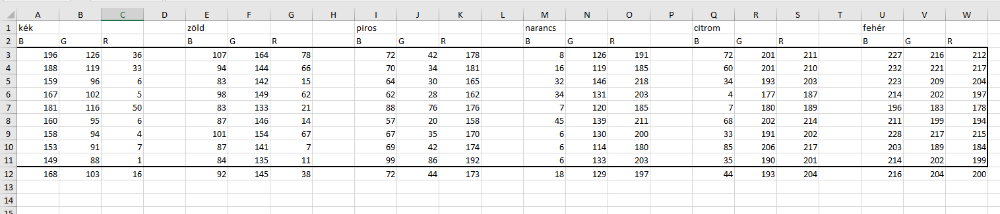 A B C D E F G H I J K L M N O P Q R S T U V W
1 kék zöld piros narancs citrom fehér
2 B G R B G R B G R B G R B G R B G R
3 196 126 36 107 164 78 72 42 178 8 126 191 72 201 211 227 216 212
4 188 119 33 94 144 66 70 34 181 16 119 185 60 201 210 232 221 217
5 159 96 6 83 142 15 64 30 165 32 146 218 34 193 203 223 209 204
6 167 102 5 98 149 62 62 28 162 34 131 203 4 177 187 214 202 197
7 181 116 50 83 133 21 88 76 176 7 120 185 7 180 189 196 183 178
8 160 95 6 87 146 14 57 20 158 45 139 211 68 202 214 211 199 194
9 158 94 4 101 154 67 67 35 170 6 130 200 33 191 202 228 217 215
10 153 91 7 87 141 7 69 42 174 6 114 180 85 206 217 203 189 184
11 149 88 1 84 135 11 99 86 192 6 133 203 35 190 201 214 202 199
12 168 103 16 92 145 38 72 44 173 18 129 197 44 193 204 216 204 200
13
14
15